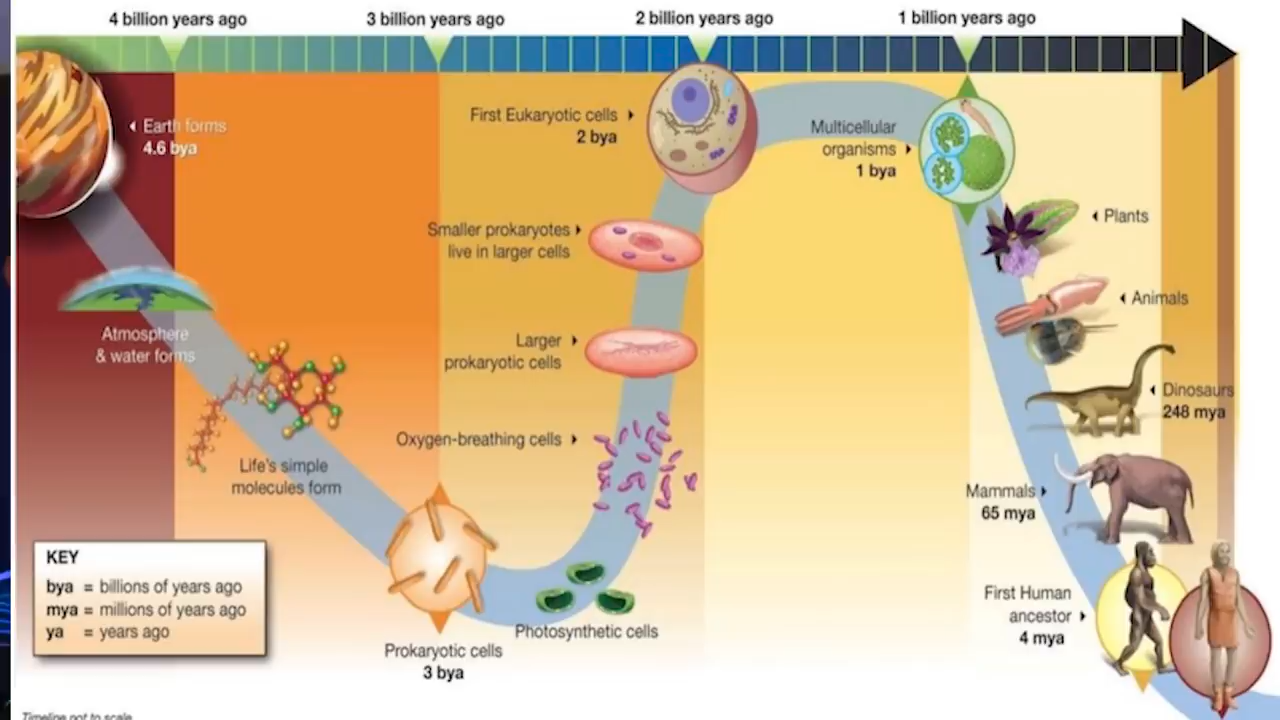 4 billion years ago
3 billion years ago
2 billion years ago
1 billion years ago
Earth forms
4.6 bya
Atmosphere
& water forms
Life's simple
molecules form
Prokaryotic cells
3 bya
Photosynthetic cells
Oxygen-breathing cells
Larger
prokaryotic cells
Smaller prokaryotes
live in larger cells
First Eukaryotic cells
2 bya
Multicellular
organisms
1 bya
Plants
Animals
Dinosaurs
248 mya
Mammals
65 mya
First Human
ancestor
4 mya
KEY
bya = billions of years ago
mya = millions of years ago
ya = years ago
Timeline not to scale